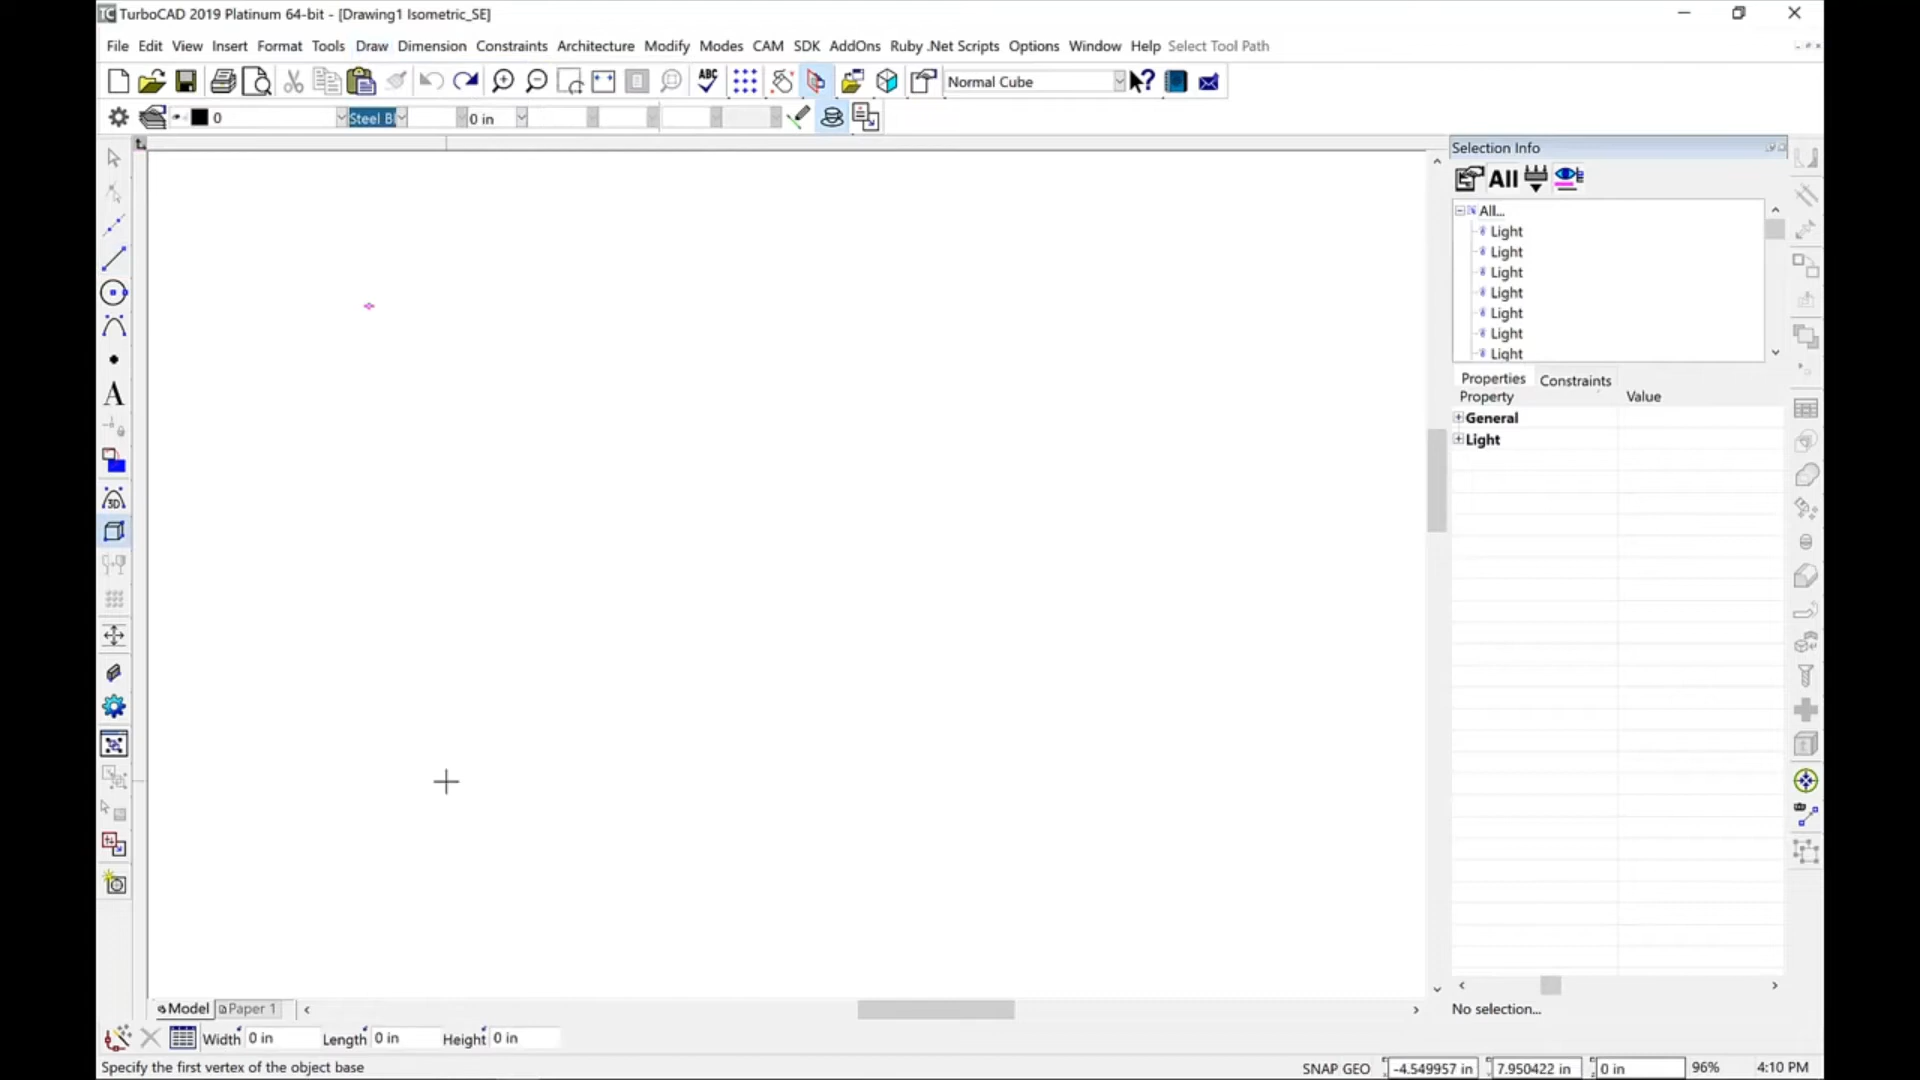 TurboCAD 2019 Platinum 64-bit - [Drawing1 Isometric_SE]
File Edit View Insert Format Tools Draw Dimension Constraints Architecture Modify Modes CAM SDK AddOns Ruby .Net Scripts Options Window Help Select Tool Path
ABC Normal Cube
0 Steel Bl 0 in
Selection Info
All
All...
Light
Light
Light
Light
Light
Light
Light
Properties Constraints
Property Value
General
Light
A
3D
Model Paper 1
No selection...
Width 0 in Length 0 in Height 0 in
Specify the first vertex of the object base
SNAP GEO -4.549957 in 7.950422 in 0 in 96% 4:10 PM